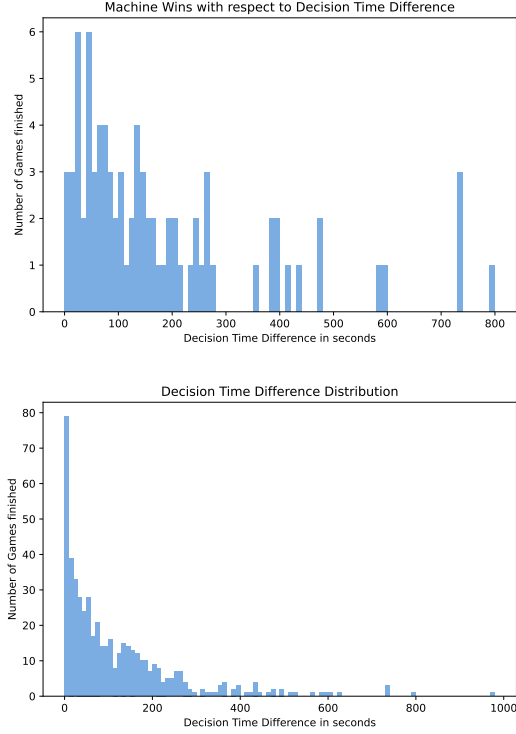 Machine Wins with respect to Decision Time Difference
6
5
4
3
2
1
0
Number of Games finished
0 100 200 300 400 500 600 700 800
Decision Time Difference in seconds
Decision Time Difference Distribution
80
70
60
50
40
30
20
10
0
Number of Games finished
0 200 400 600 800 1000
Decision Time Difference in seconds